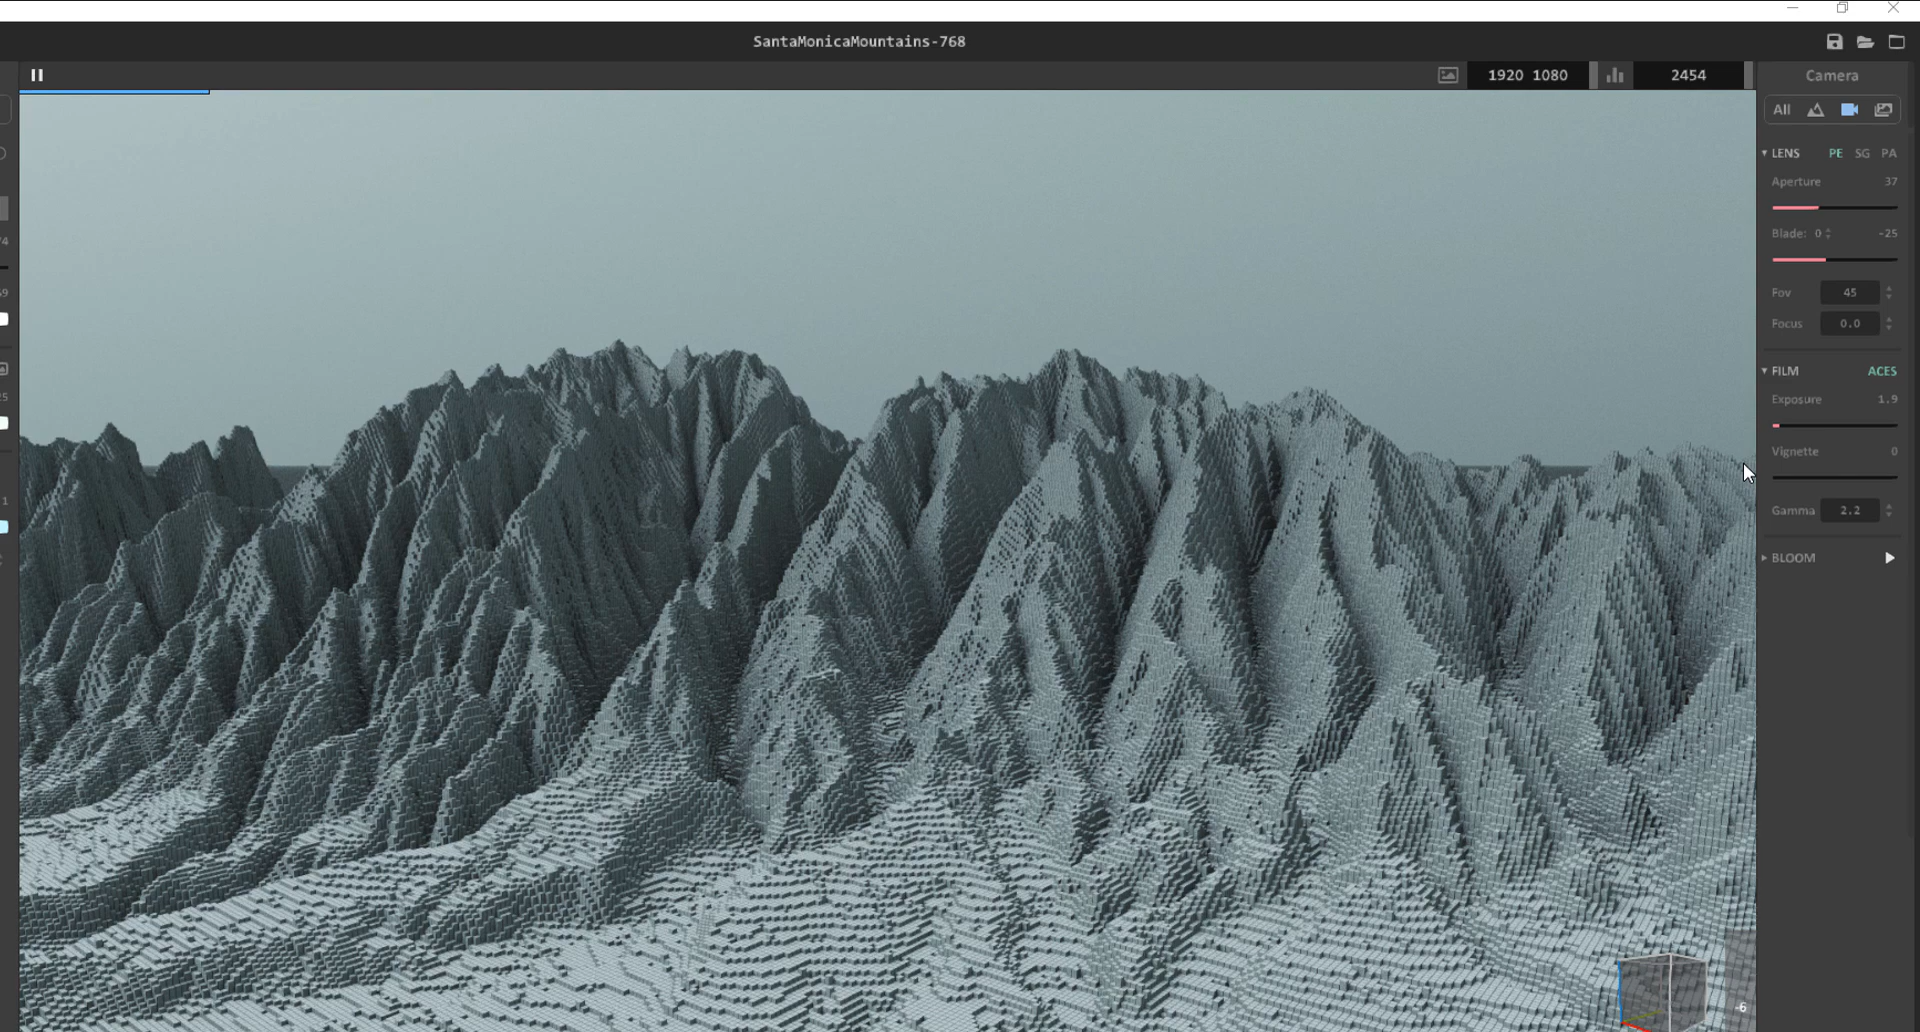 SantaMonicaMountains-768
1920 1080
2454
Camera
All
LENS PE SG PA
Aperture 37
Blade: 0 -25
Fov 45
Focus 0.0
FILM ACES
Exposure 1.9
Vignette 0
Gamma 2.2
BLOOM
-6